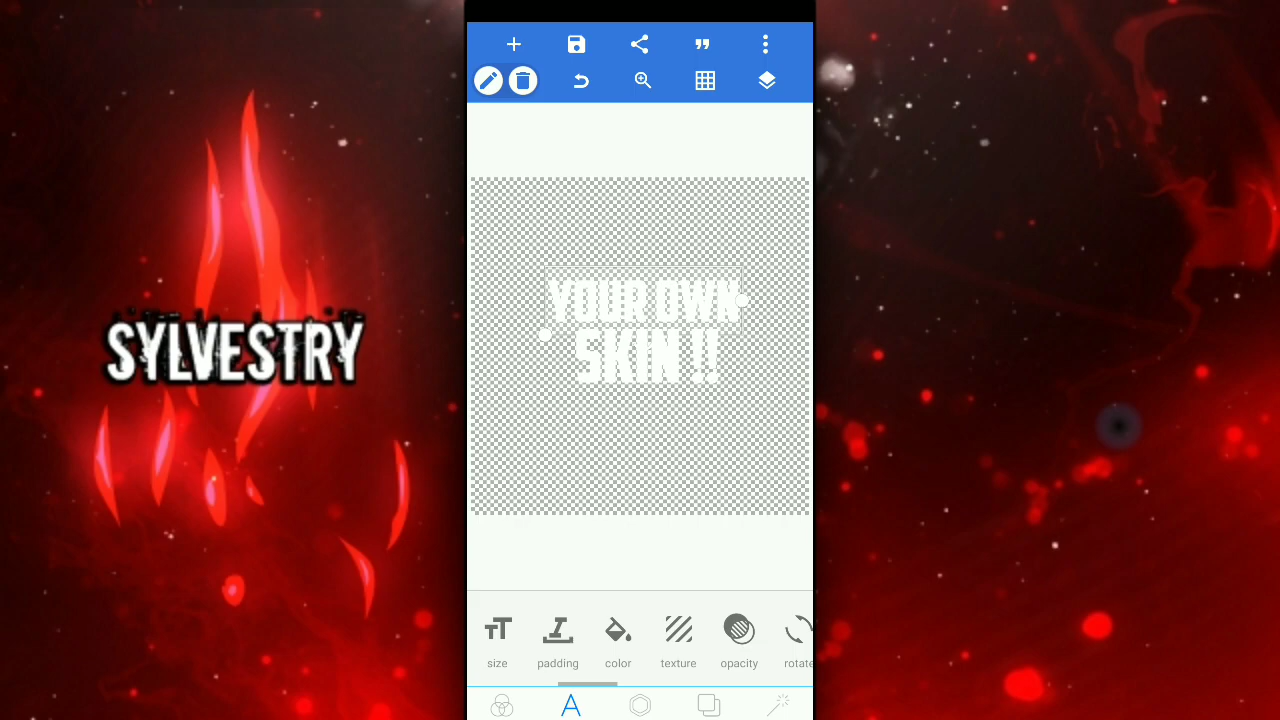 SYLVESTRY
YOUR OWN
SKIN !!
size
padding
color
texture
opacity
rotate